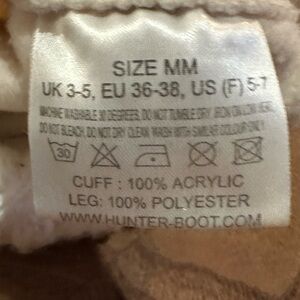 SIZE MM
UK 3-5, EU 36-38, US (F) 5-7
MACHINE WASHABLE 30 DEGREES, DO NOT TUMBLE DRY, IRON ON LOW HEAT,
DO NOT BLEACH, DO NOT DRY CLEAN. WASH WITH SIMILAR COLOUR ONLY
30
CUFF : 100% ACRYLIC
LEG: 100% POLYESTER
WWW.HUNTER-BOOT.COM